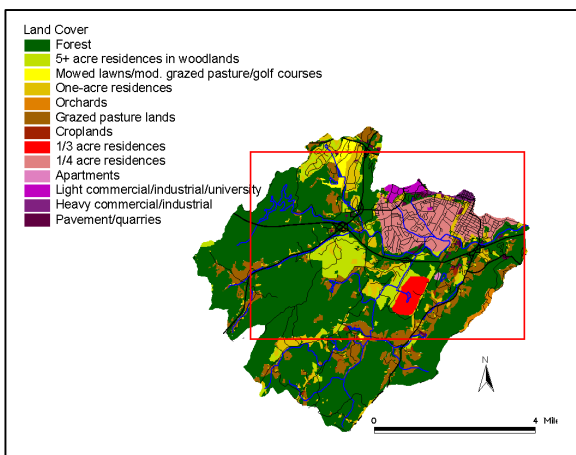 Land Cover
Forest
5+ acre residences in woodlands
Mowed lawns/mod. grazed pasture/golf courses
One-acre residences
Orchards
Grazed pasture lands
Croplands
1/3 acre residences
1/4 acre residences
Apartments
Light commercial/industrial/university
Heavy commercial/industrial
Pavement/quarries
N
0 4 Mile